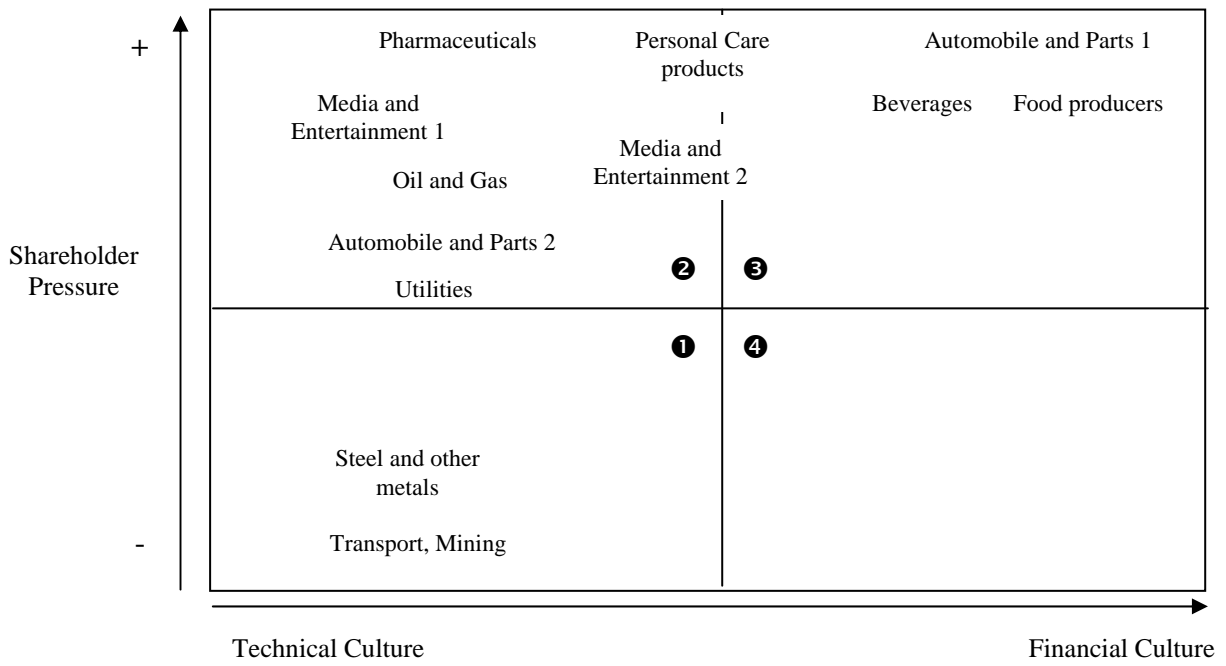 +
Pharmaceuticals
Personal Care
products
Automobile and Parts 1
Media and
Entertainment 1
Beverages
Food producers
Media and
Entertainment 2
Oil and Gas
Automobile and Parts 2
Shareholder
Pressure
❷
❸
Utilities
❶
❹
Steel and other
metals
-
Transport, Mining
Technical Culture
Financial Culture